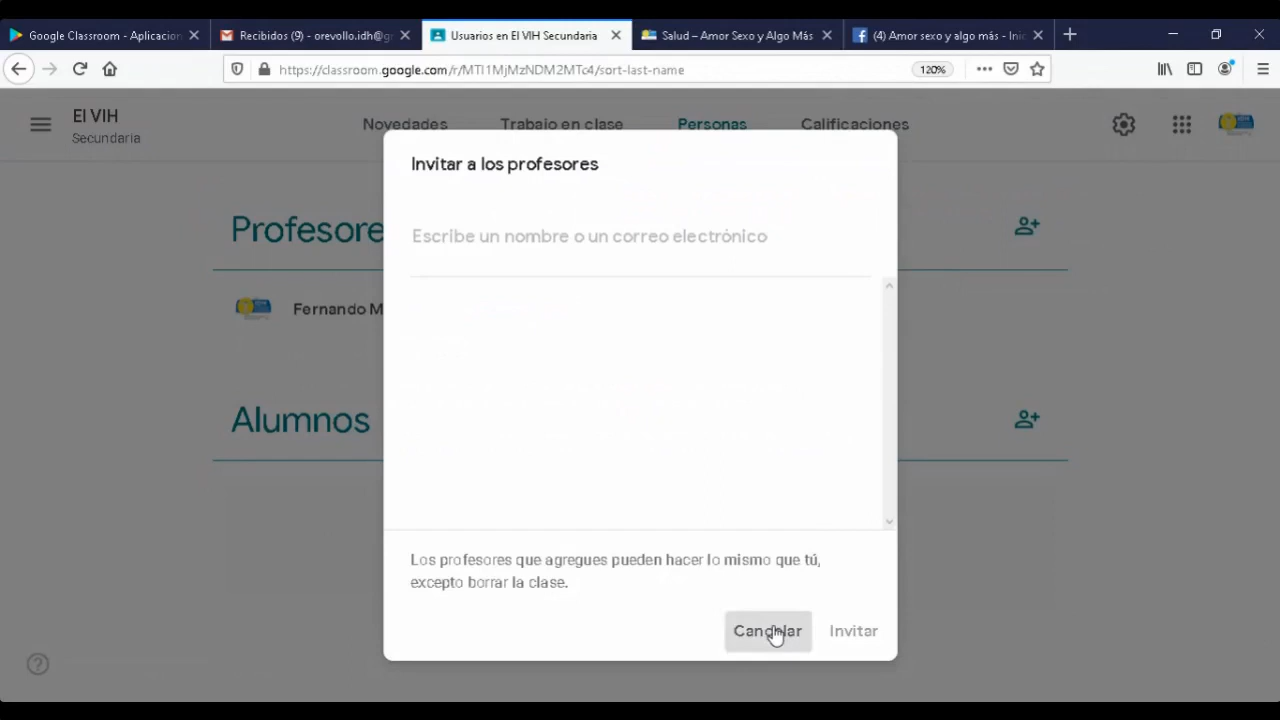 Google Classroom - Aplicacion
Recibidos (9) - orevollo.idh@g
Usuarios en El VIH Secundaria
Salud – Amor Sexo y Algo Más
(4) Amor sexo y algo más - Inic
https://classroom.google.com/r/MTI1MjMzNDM2MTc4/sort-last-name
120%
El VIH
Secundaria
Novedades
Trabajo en clase
Personas
Calificaciones
Invitar a los profesores
Escribe un nombre o un correo electrónico
Profesore
Fernando M
Alumnos
Los profesores que agregues pueden hacer lo mismo que tú,
excepto borrar la clase.
Cancelar
Invitar